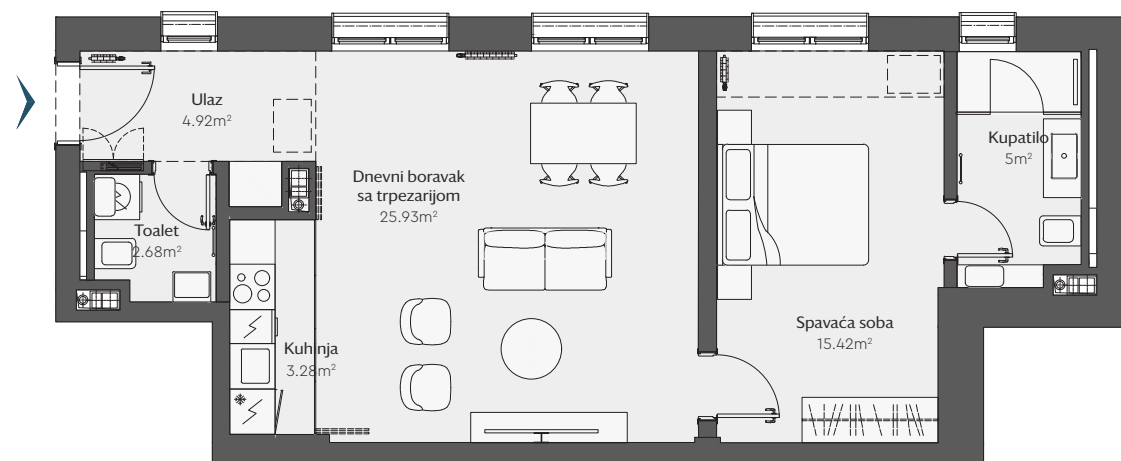 Ulaz
4.92m²
Dnevni boravak
sa trpezarijom
25.93m²
Kupatilo
5m²
Toalet
2.68m²
Spavaća soba
15.42m²
Kuhinja
3.28m²